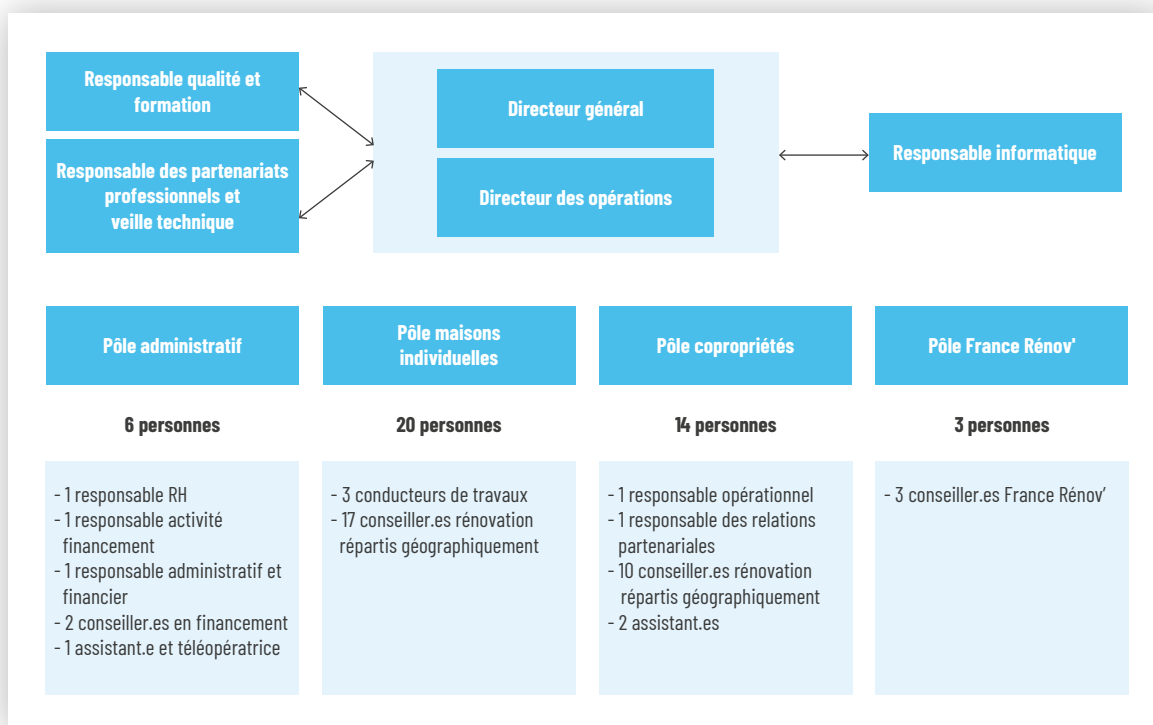 Responsable qualité et
formation
Responsable des partenariats
professionnels et
veille technique
Directeur général
Directeur des opérations
Responsable informatique
Pôle administratif
6 personnes
- 1 responsable RH
- 1 responsable activité
financement
- 1 responsable administratif et
financier
- 2 conseiller.es en financement
- 1 assistant.e et téléopératrice
Pôle maisons
individuelles
20 personnes
- 3 conducteurs de travaux
- 17 conseiller.es rénovation
répartis géographiquement
Pôle copropriétés
14 personnes
- 1 responsable opérationnel
- 1 responsable des relations
partenariales
- 10 conseiller.es rénovation
répartis géographiquement
- 2 assistant.es
Pôle France Rénov'
3 personnes
- 3 conseiller.es France Rénov’